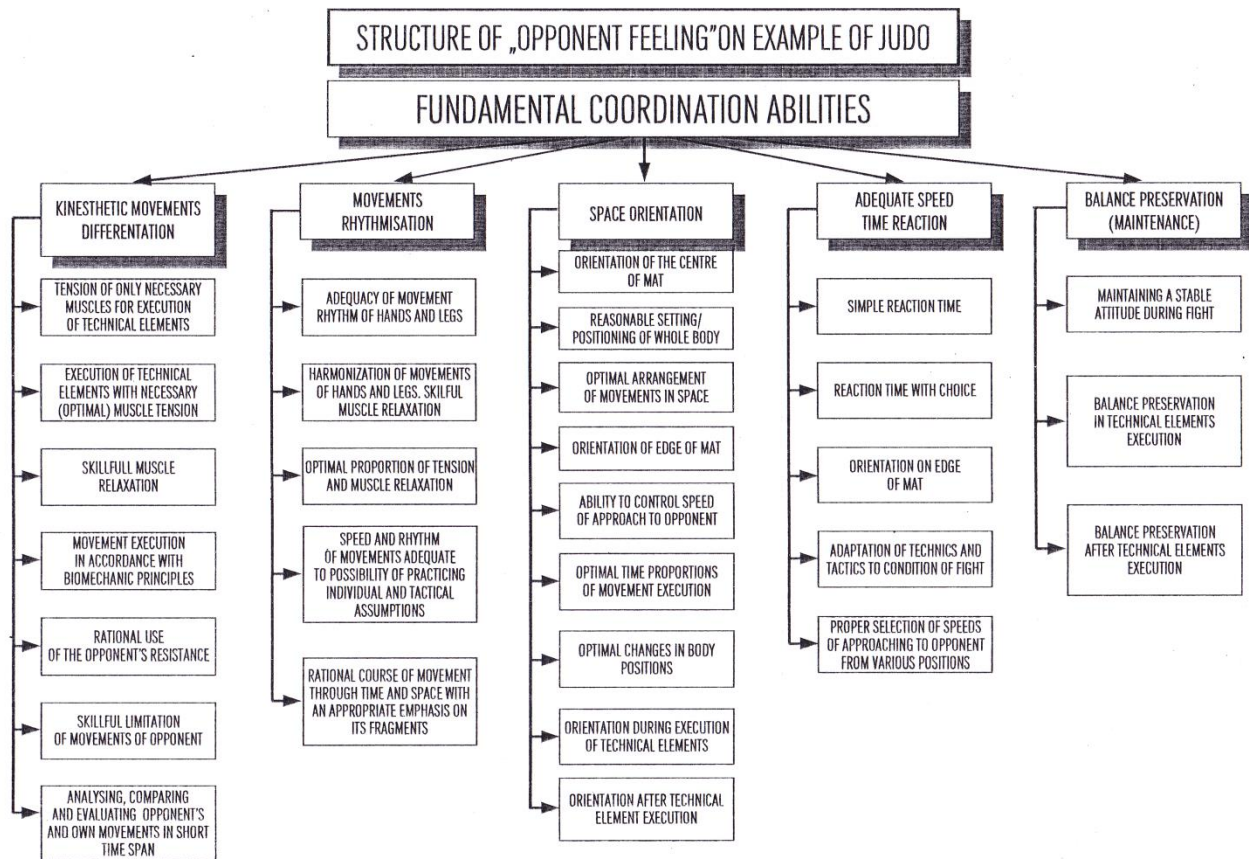 STRUCTURE OF „OPPONENT FEELING"ON EXAMPLE OF JUDO
FUNDAMENTAL COORDINATION ABILITIES
KINESTHETIC MOVEMENTS
DIFFERENTATION
TENSION OF ONLY NECESSARY
MUSCLES FOR EXECUTION
OF TECHNICAL ELEMENTS
EXECUTION OF TECHNICAL
ELEMENTS WITH NECESSARY
(OPTIMAL) MUSCLE TENSION
SKILLFULL MUSCLE
RELAXATION
MOVEMENT EXECUTION
IN ACCORDANCE WITH
BIOMECHANIC PRINCIPLES
RATIONAL USE
OF THE OPPONENT'S RESISTANCE
SKILLFUL LIMITATION
OF MOVEMENTS OF OPPONENT
ANALYSING, COMPARING
AND EVALUATING OPPONENT'S
AND OWN MOVEMENTS IN SHORT
TIME SPAN
MOVEMENTS
RHYTHMISATION
ADEQUACY OF MOVEMENT
RHYTHM OF HANDS AND LEGS
HARMONIZATION OF MOVEMENTS
OF HANDS AND LEGS. SKILFUL
MUSCLE RELAXATION
OPTIMAL PROPORTION OF TENSION
AND MUSCLE RELAXATION
SPEED AND RHYTHM
OF MOVEMENTS ADEQUATE
TO POSSIBILITY OF PRACTICING
INDIVIDUAL AND TACTICAL
ASSUMPTIONS
RATIONAL COURSE OF MOVEMENT
THROUGH TIME AND SPACE WITH
AN APPROPRIATE EMPHASIS ON
ITS FRAGMENTS
SPACE ORIENTATION
ORIENTATION OF THE CENTRE
OF MAT
REASONABLE SETTING/
POSITIONING OF WHOLE BODY
OPTIMAL ARRANGEMENT
OF MOVEMENTS IN SPACE
ORIENTATION OF EDGE OF MAT
ABILITY TO CONTROL SPEED
OF APPROACH TO OPPONENT
OPTIMAL TIME PROPORTIONS
OF MOVEMENT EXECUTION
OPTIMAL CHANGES IN BODY
POSITIONS
ORIENTATION DURING EXECUTION
OF TECHNICAL ELEMENTS
ORIENTATION AFTER TECHNICAL
ELEMENT EXECUTION
ADEQUATE SPEED
TIME REACTION
SIMPLE REACTION TIME
REACTION TIME WITH CHOICE
ORIENTATION ON EDGE
OF MAT
ADAPTATION OF TECHNICS AND
TACTICS TO CONDITION OF FIGHT
PROPER SELECTION OF SPEEDS
OF APPROACHING TO OPPONENT
FROM VARIOUS POSITIONS
BALANCE PRESERVATION
(MAINTENANCE)
MAINTAINING A STABLE
ATTITUDE DURING FIGHT
BALANCE PRESERVATION
IN TECHNICAL ELEMENTS
EXECUTION
BALANCE PRESERVATION
AFTER TECHNICAL ELEMENTS
EXECUTION